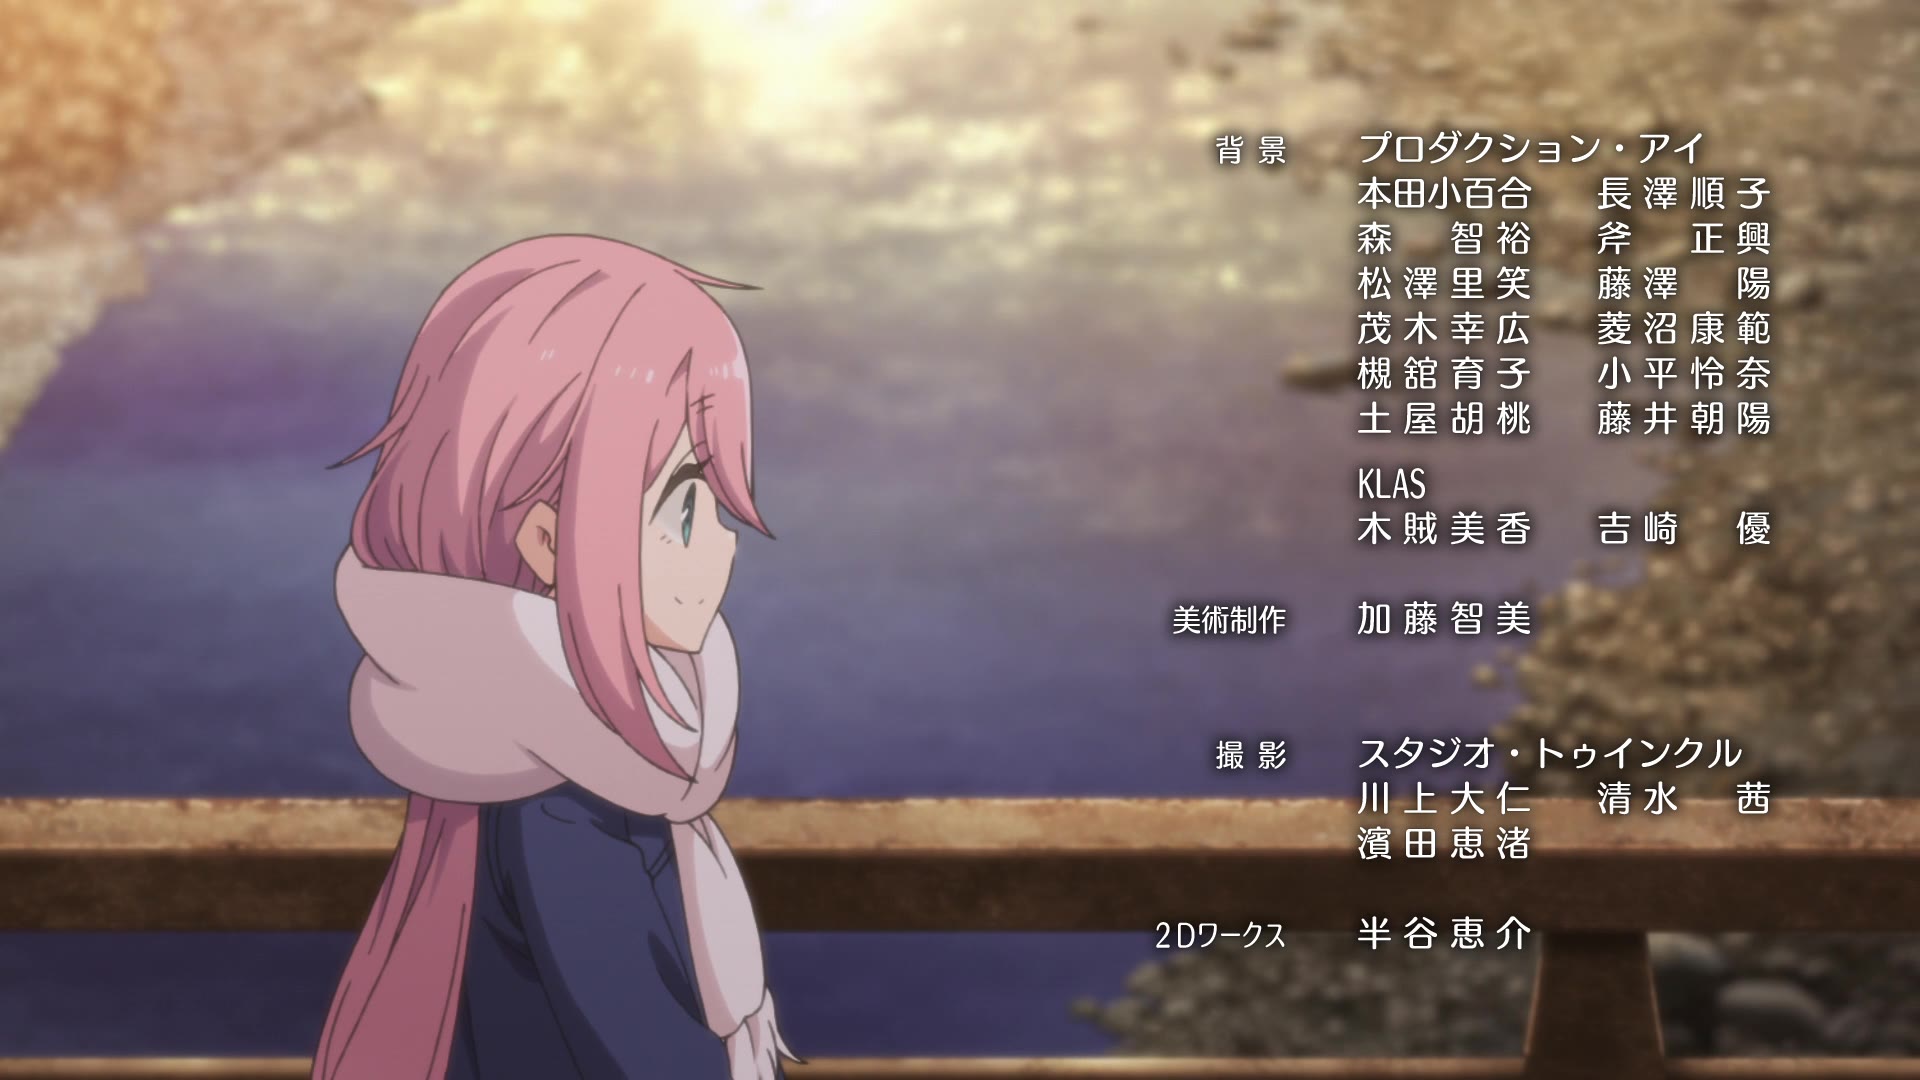 背景 プロダクション・アイ
本田小百合 長澤順子
森 智裕 斧 正興
松澤里笑 藤澤 陽
茂木幸広 菱沼康範
槻舘育子 小平怜奈
土屋胡桃 藤井朝陽
KLAS
木賊美香 吉崎 優
美術制作 加藤智美
撮影 スタジオ・トゥインクル
川上大仁 清水 茜
濱田恵渚
2Dワークス 半谷恵介